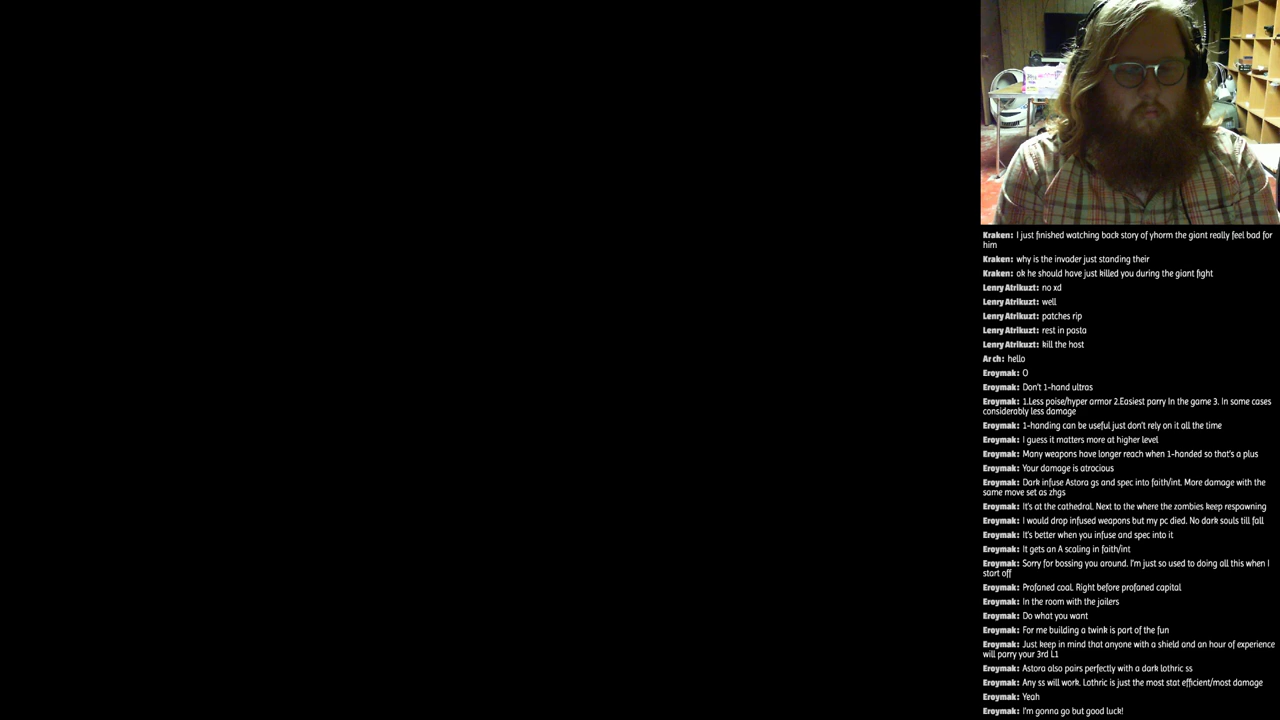 Kraken: I just finished watching back story of yhorm the giant really feel bad for
him
Kraken: why is the invader just standing their
Kraken: ok he should have just killed you during the giant fight
Lenry Atrikuzt: no xd
Lenry Atrikuzt: well
Lenry Atrikuzt: patches rip
Lenry Atrikuzt: rest in pasta
Lenry Atrikuzt: kill the host
Ar ch: hello
Eroymak: O
Eroymak: Don't 1-hand ultras
Eroymak: 1.Less poise/hyper armor 2.Easiest parry In the game 3. In some cases
considerably less damage
Eroymak: 1-handing can be useful just don't rely on it all the time
Eroymak: I guess it matters more at higher level
Eroymak: Many weapons have longer reach when 1-handed so that's a plus
Eroymak: Your damage is atrocious
Eroymak: Dark infuse Astora gs and spec into faith/int. More damage with the
same move set as zhgs
Eroymak: It's at the cathedral. Next to the where the zombies keep respawning
Eroymak: I would drop infused weapons but my pc died. No dark souls till fall
Eroymak: It's better when you infuse and spec into it
Eroymak: It gets an A scaling in faith/int
Eroymak: Sorry for bossing you around. I'm just so used to doing all this when I
start off
Eroymak: Profaned coal. Right before profaned capital
Eroymak: In the room with the jailers
Eroymak: Do what you want
Eroymak: For me building a twink is part of the fun
Eroymak: Just keep in mind that anyone with a shield and an hour of experience
will parry your 3rd L1
Eroymak: Astora also pairs perfectly with a dark lothric ss
Eroymak: Any ss will work. Lothric is just the most stat efficient/most damage
Eroymak: Yeah
Eroymak: I'm gonna go but good luck!